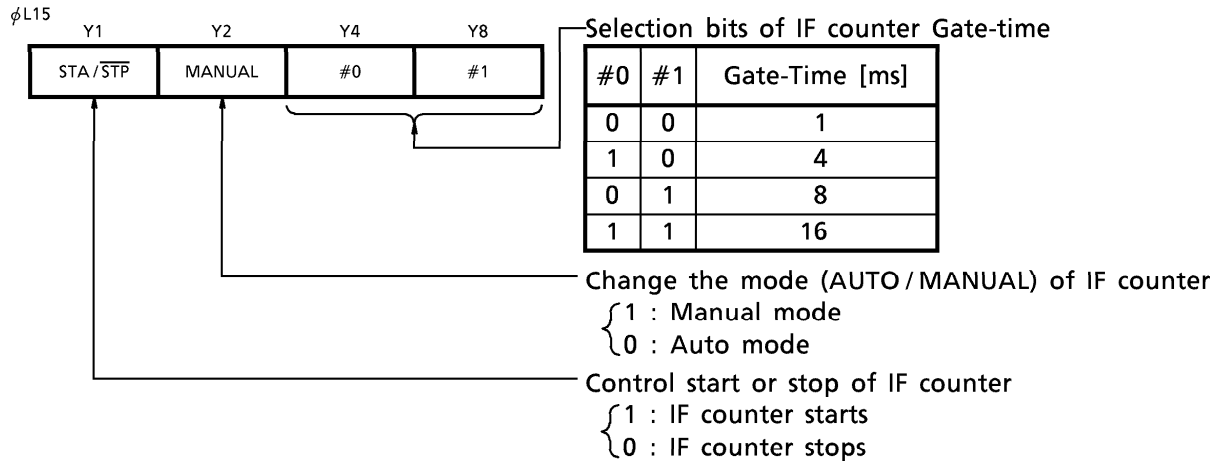 φL15
Y1 Y2 Y4 Y8
STA/S̅T̅P̅ MANUAL #0 #1
Selection bits of IF counter Gate-time
#0 #1 Gate-Time [ms]
0 0 1
1 0 4
0 1 8
1 1 16
Change the mode (AUTO/MANUAL) of IF counter
1 : Manual mode
0 : Auto mode
Control start or stop of IF counter
1 : IF counter starts
0 : IF counter stops